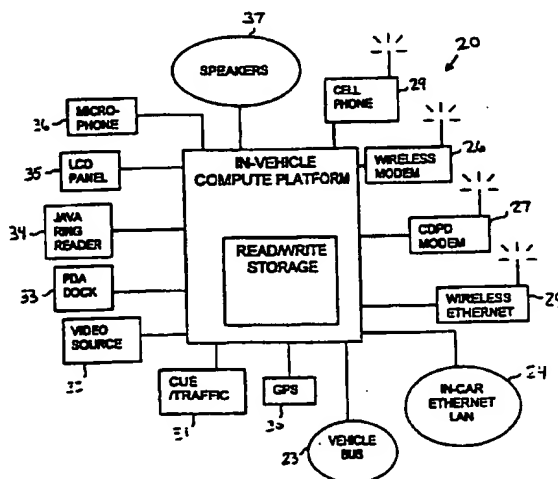 37
SPEAKERS
20
CELL
PHONE
29
MICRO-
PHONE
36
IN-VEHICLE
COMPUTE PLATFORM
WIRELESS
MODEM
26
LCD
PANEL
35
JAVA
RING
READER
34
CDPD
MODEM
27
READ/WRITE
STORAGE
PDA
DOCK
33
WIRELESS
ETHERNET
VIDEO
SOURCE
CUE
/TRAFFIC
31
GPS
30
VEHICLE
BUS
23
IN-CAR
ETHERNET
LAN
24